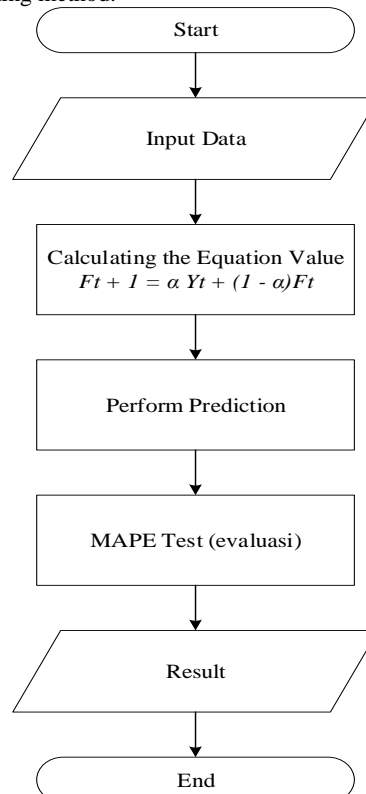 ing method.
Start
Input Data
Calculating the Equation Value
Ft + 1 = α Yt + (1 - α)Ft
Perform Prediction
MAPE Test (evaluasi)
Result
End